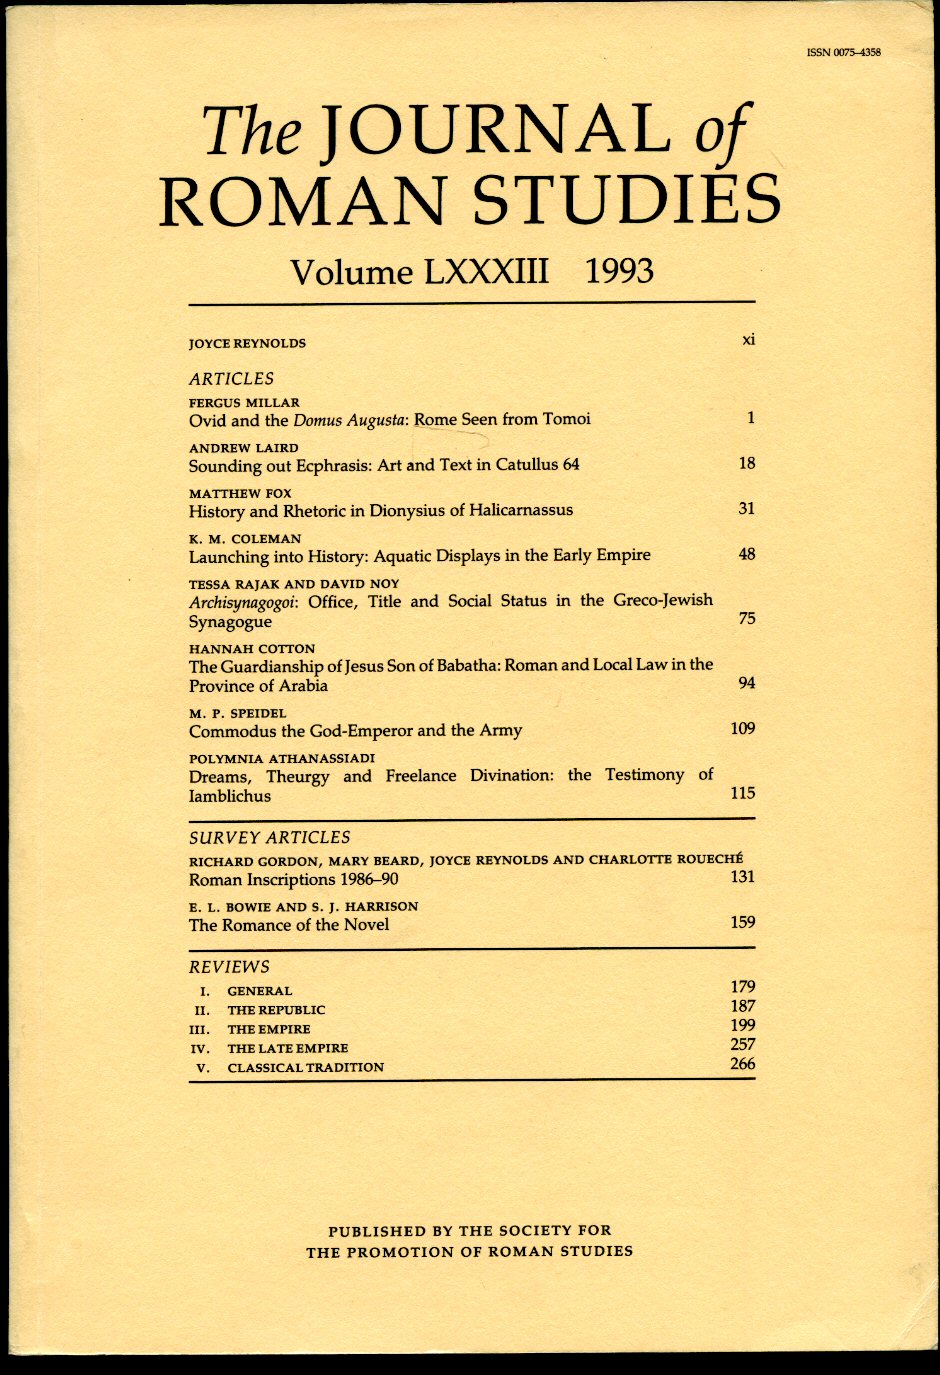 ISSN 0075–4358
The JOURNAL of
ROMAN STUDIES
Volume LXXXIII 1993
JOYCE REYNOLDS xi
ARTICLES
FERGUS MILLAR
Ovid and the Domus Augusta: Rome Seen from Tomoi 1
ANDREW LAIRD
Sounding out Ecphrasis: Art and Text in Catullus 64 18
MATTHEW FOX
History and Rhetoric in Dionysius of Halicarnassus 31
K. M. COLEMAN
Launching into History: Aquatic Displays in the Early Empire 48
TESSA RAJAK AND DAVID NOY
Archisynagogoi: Office, Title and Social Status in the Greco-Jewish
Synagogue 75
HANNAH COTTON
The Guardianship of Jesus Son of Babatha: Roman and Local Law in the
Province of Arabia 94
M. P. SPEIDEL
Commodus the God-Emperor and the Army 109
POLYMNIA ATHANASSIADI
Dreams, Theurgy and Freelance Divination: the Testimony of
Iamblichus 115
SURVEY ARTICLES
RICHARD GORDON, MARY BEARD, JOYCE REYNOLDS AND CHARLOTTE ROUECHÉ
Roman Inscriptions 1986–90 131
E. L. BOWIE AND S. J. HARRISON
The Romance of the Novel 159
REVIEWS
I. GENERAL 179
II. THE REPUBLIC 187
III. THE EMPIRE 199
IV. THE LATE EMPIRE 257
V. CLASSICAL TRADITION 266
PUBLISHED BY THE SOCIETY FOR
THE PROMOTION OF ROMAN STUDIES